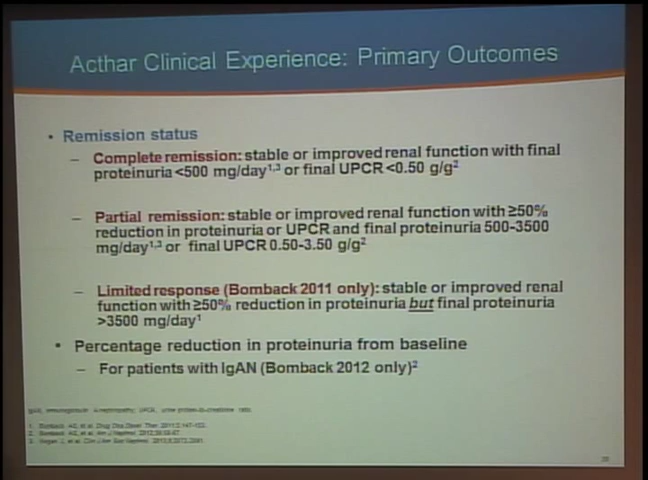 Acthar Clinical Experience: Primary Outcomes
• Remission status
– Complete remission: stable or improved renal function with final
proteinuria <500 mg/day1,3 or final UPCR <0.50 g/g2
– Partial remission: stable or improved renal function with ≥50%
reduction in proteinuria or UPCR and final proteinuria 500-3500
mg/day1,3 or final UPCR 0.50-3.50 g/g2
– Limited response (Bomback 2011 only): stable or improved renal
function with ≥50% reduction in proteinuria but final proteinuria
>3500 mg/day1
• Percentage reduction in proteinuria from baseline
– For patients with IgAN (Bomback 2012 only)2